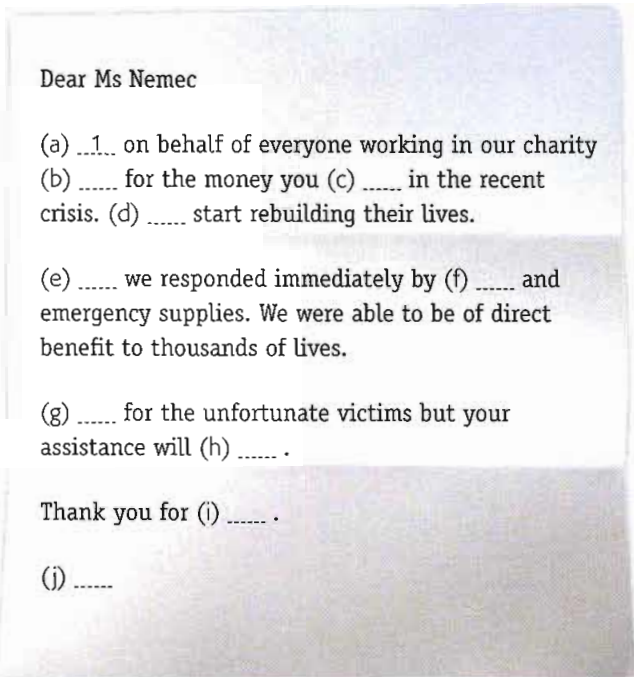 Dear Ms Nemec
(a) ..1.. on behalf of everyone working in our charity
(b) ...... for the money you (c) ...... in the recent
crisis. (d) ...... start rebuilding their lives.
(e) ...... we responded immediately by (f) ...... and
emergency supplies. We were able to be of direct
benefit to thousands of lives.
(g) ...... for the unfortunate victims but your
assistance will (h) ...... .
Thank you for (i) ...... .
(j) ......